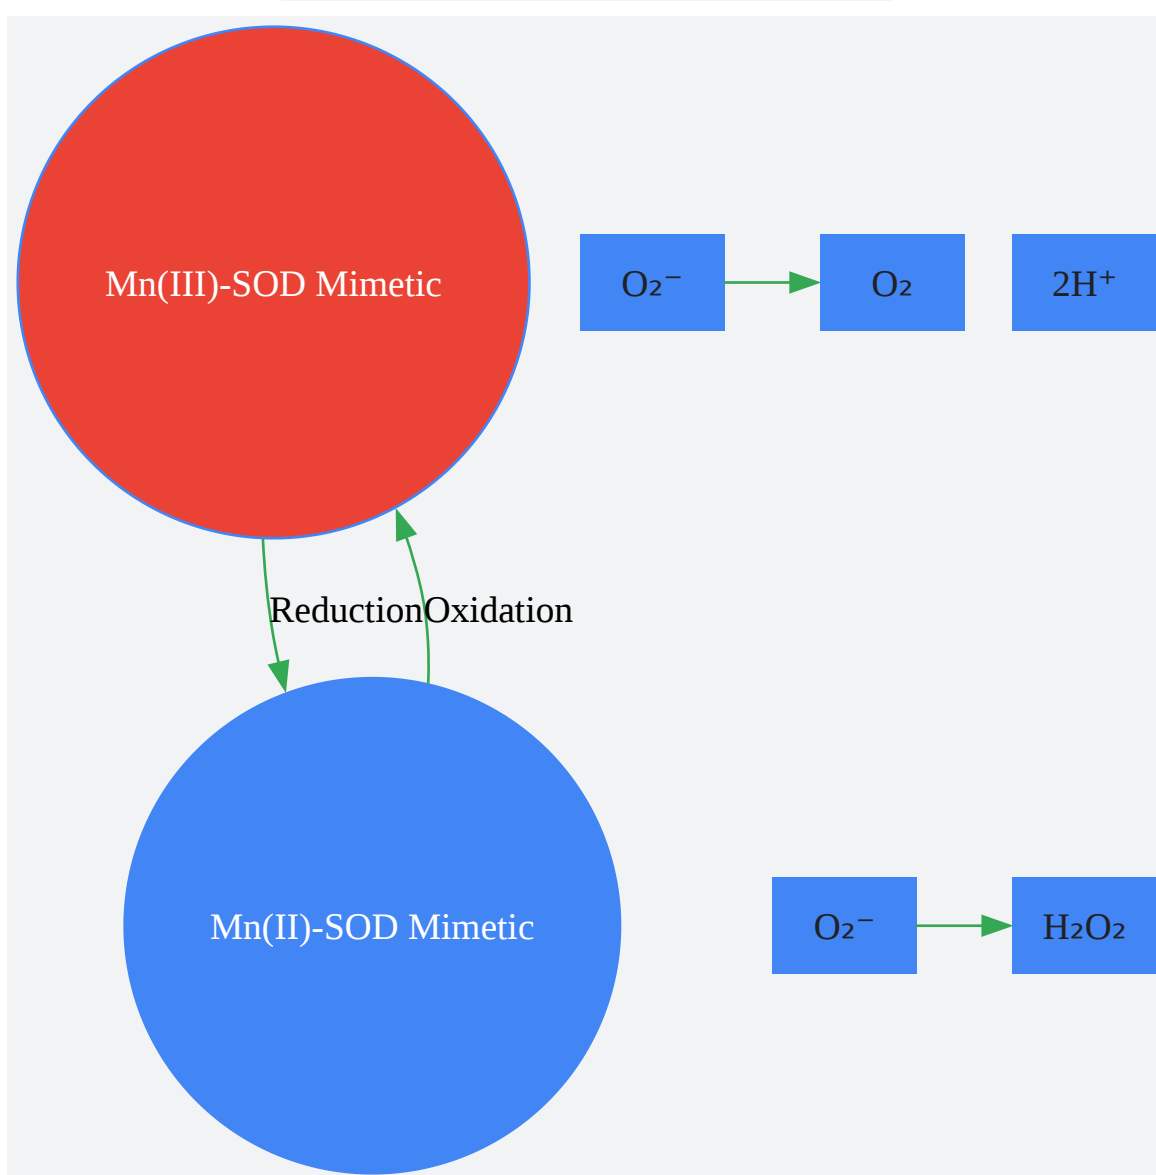 Mn(III)-SOD Mimetic
O₂⁻
O₂
2H⁺
Reduction
Oxidation
Mn(II)-SOD Mimetic
O₂⁻
H₂O₂